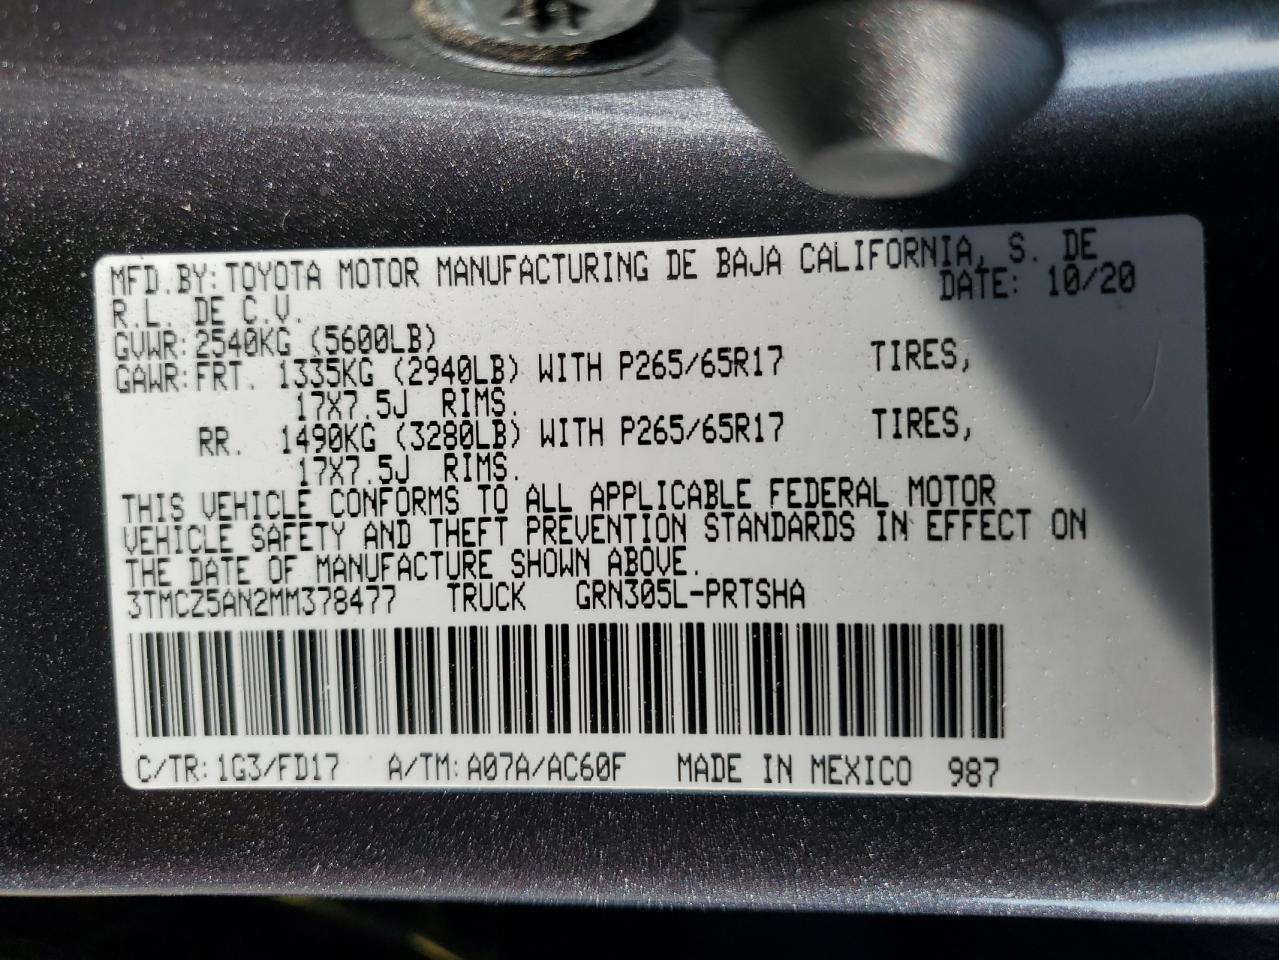 MFD.BY:TOYOTA MOTOR MANUFACTURING DE BAJA CALIFORNIA, S. DE
R.L. DE C.V. DATE: 10/20
GVWR:2540KG (5600LB)
GAWR:FRT. 1335KG (2940LB) WITH P265/65R17 TIRES,
17X7.5J RIMS.
RR. 1490KG (3280LB) WITH P265/65R17 TIRES,
17X7.5J RIMS.
THIS VEHICLE CONFORMS TO ALL APPLICABLE FEDERAL MOTOR
VEHICLE SAFETY AND THEFT PREVENTION STANDARDS IN EFFECT ON
THE DATE OF MANUFACTURE SHOWN ABOVE.
3TMCZ5AN2MM378477 TRUCK GRN305L-PRTSHA
C/TR:1G3/FD17 A/TM:A07A/AC60F MADE IN MEXICO 987